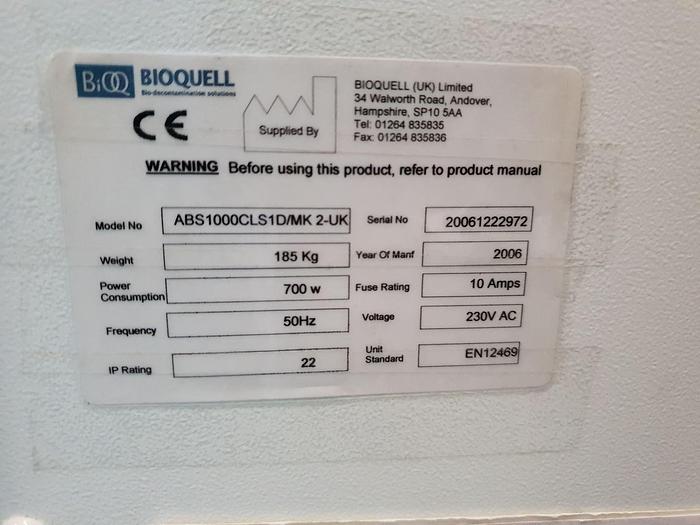 BiOQ BIOQUELL
Bio-decontamination solutions
CE
Supplied By
BIOQUELL (UK) Limited
34 Walworth Road, Andover,
Hampshire, SP10 5AA
Tel: 01264 835835
Fax: 01264 835836
WARNING Before using this product, refer to product manual
Model No ABS1000CLS1D/MK 2-UK Serial No 20061222972
Weight 185 Kg Year Of Manf 2006
Power Consumption 700 w Fuse Rating 10 Amps
Frequency 50Hz Voltage 230V AC
IP Rating 22 Unit Standard EN12469